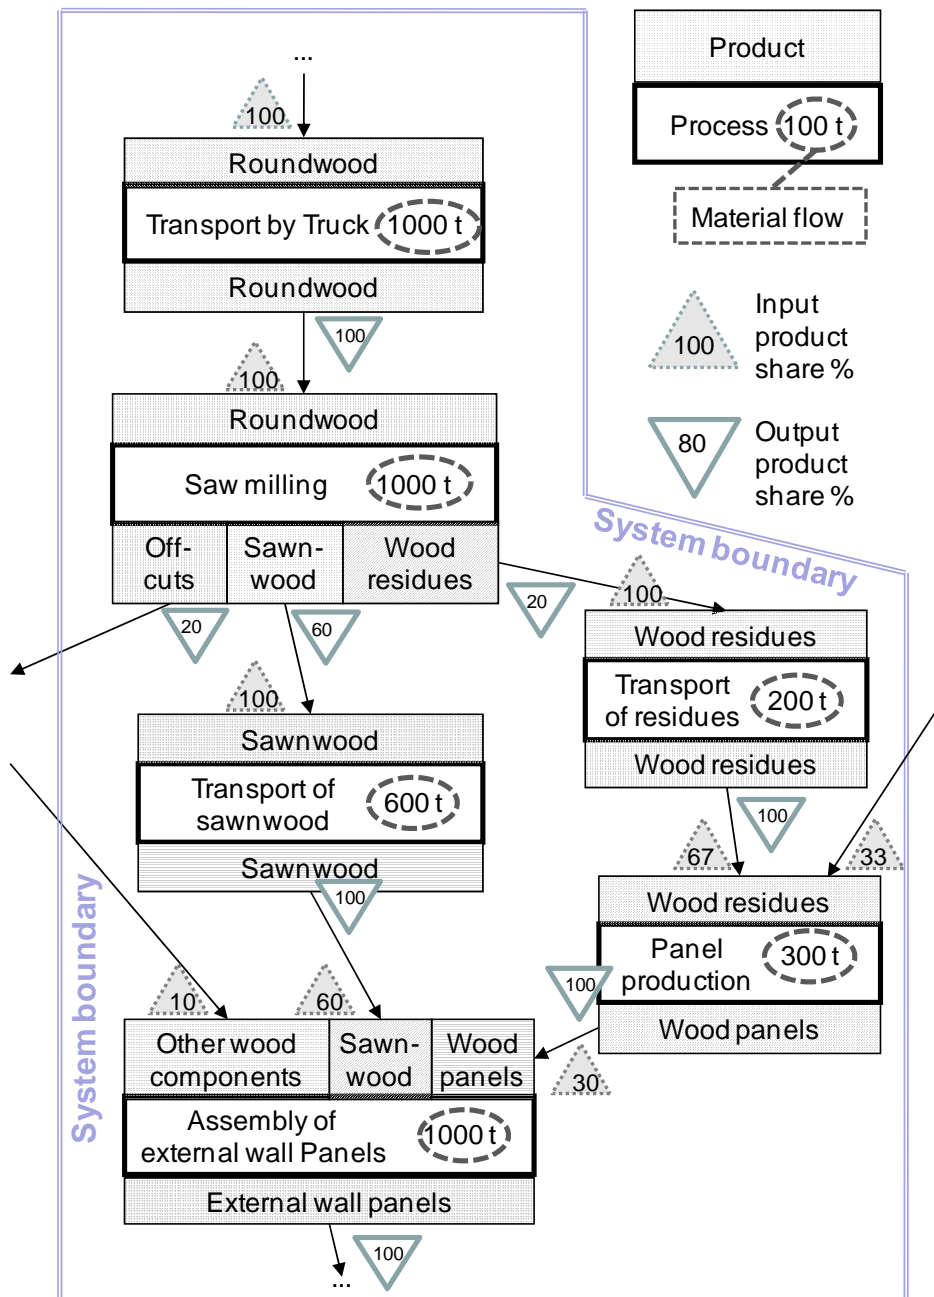 ...
100
Roundwood
Transport by Truck 1000 t
Roundwood
100
100
Roundwood
Saw milling 1000 t
Off-
cuts
Sawn-
wood
Wood
residues
20
60
20
Product
Process 100 t
Material flow
100
Input
product
share %
80
Output
product
share %
System boundary
100
Wood residues
Transport
of residues
200 t
Wood residues
100
100
Sawnwood
Transport of
sawnwood
600 t
Sawnwood
100
67
33
Wood residues
Panel
production
300 t
Wood panels
100
30
System boundary
10
60
Other wood
components
Sawn-
wood
Wood
panels
Assembly of
external wall Panels
1000 t
External wall panels
100
...